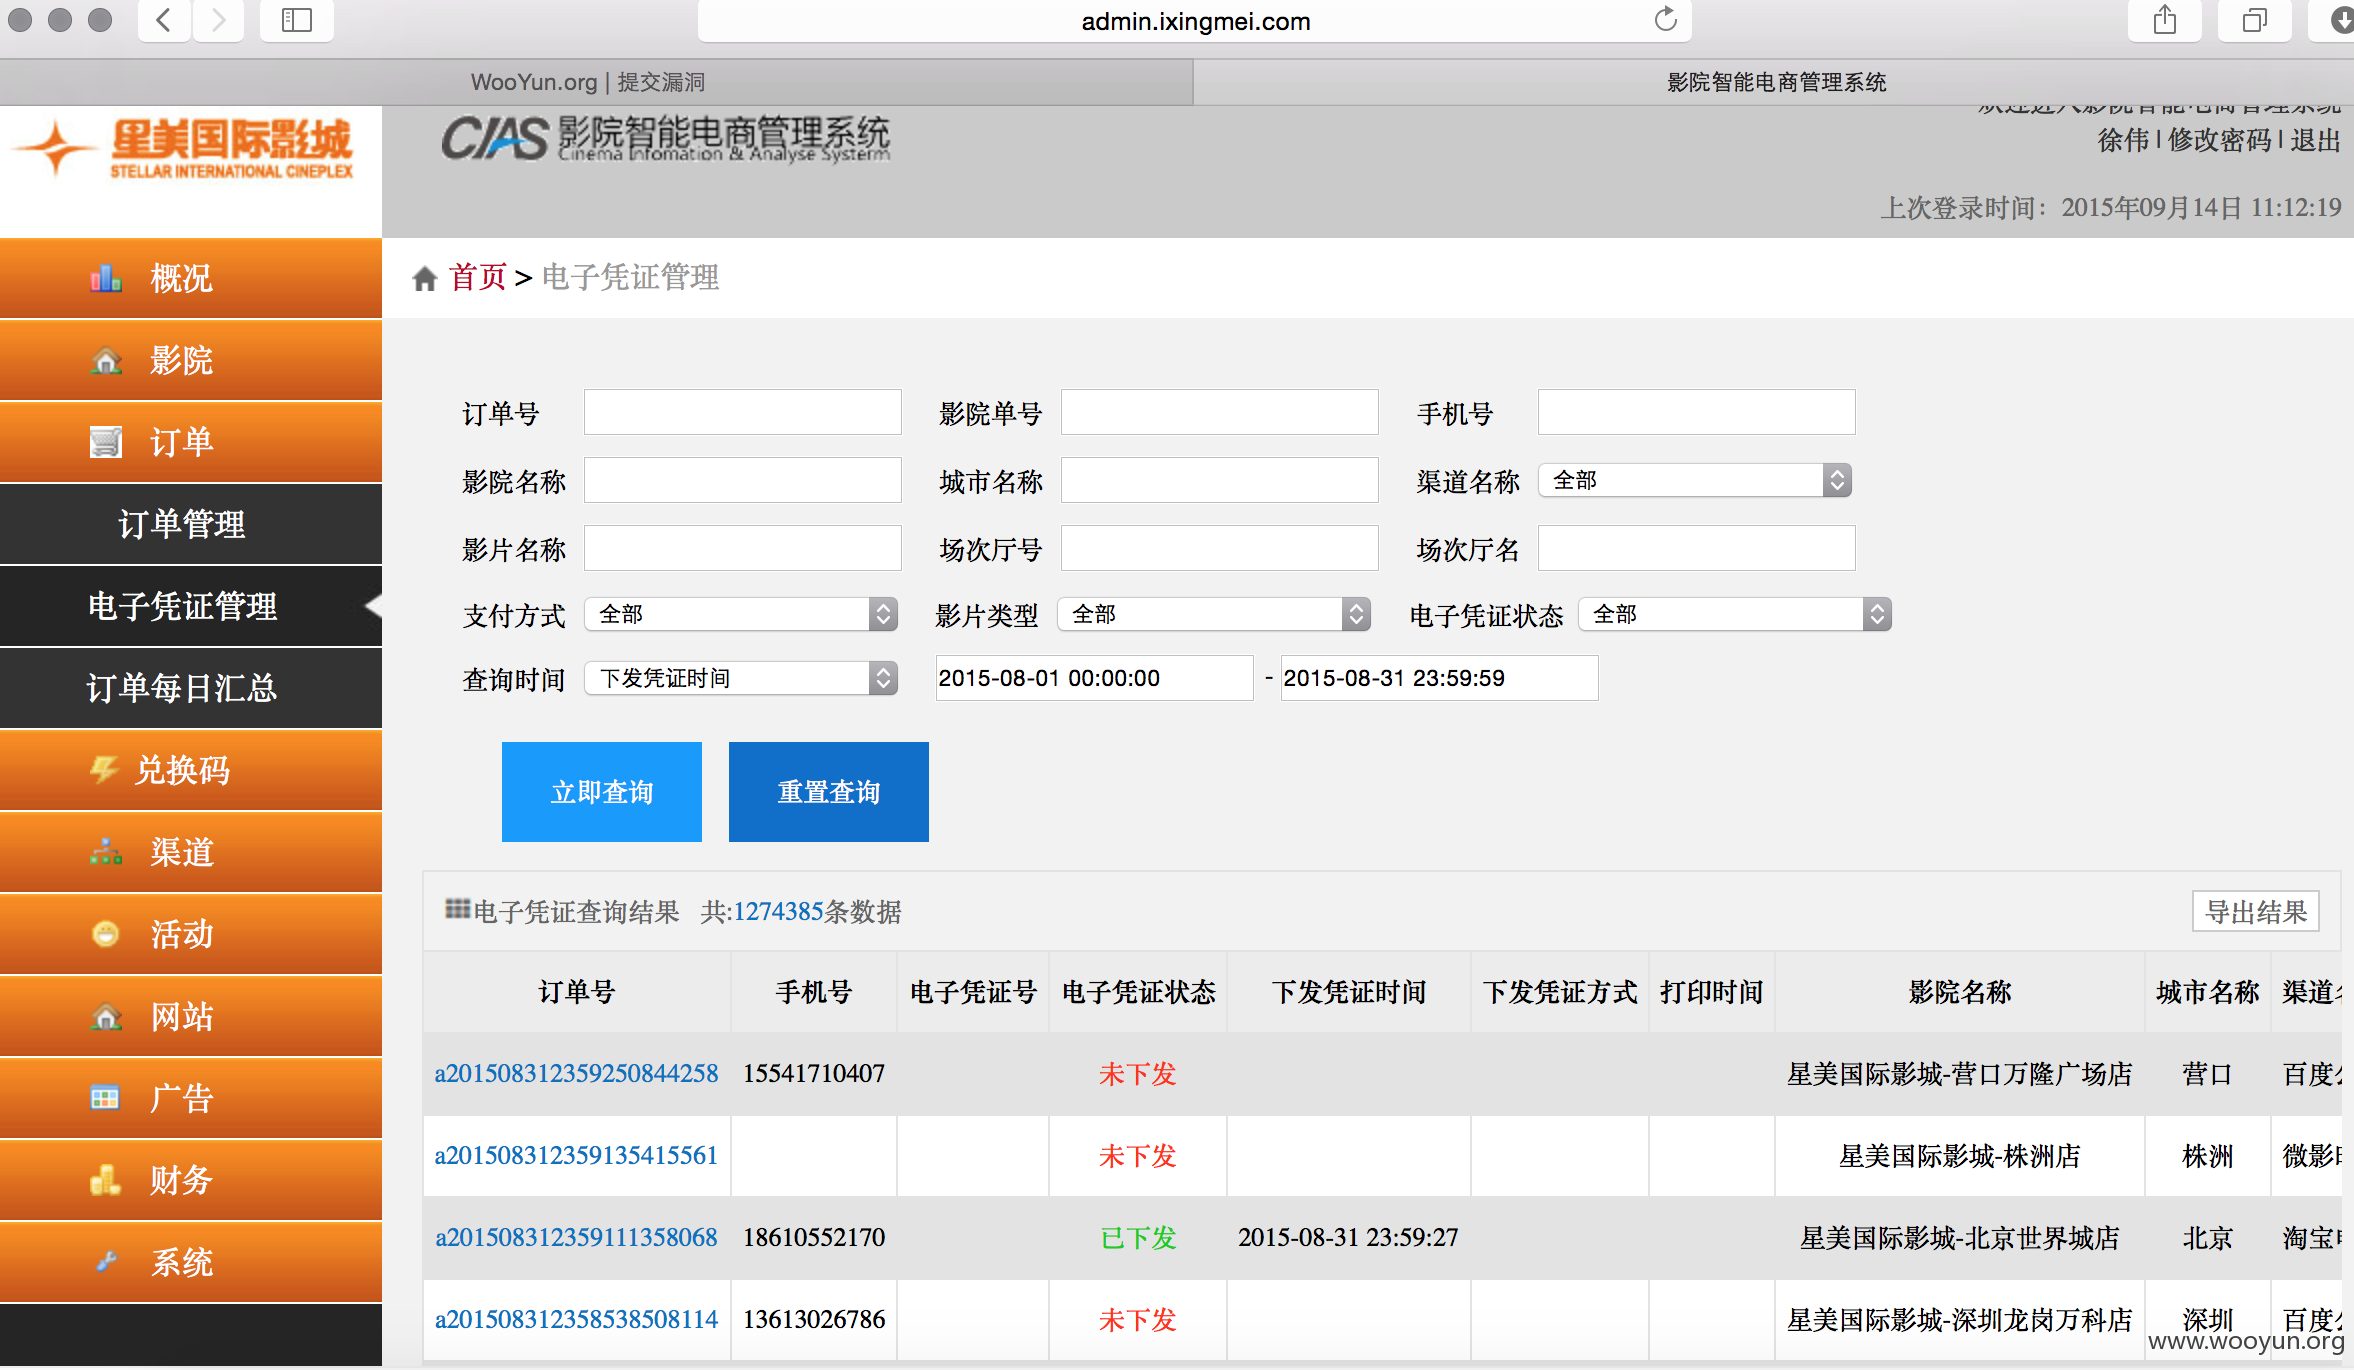 admin.ixingmei.com
WooYun.org | 提交漏洞
影院智能电商管理系统
欢迎进入影院智能电商管理系统
星美国际影城
STELLAR INTERNATIONAL CINEPLEX
CIAS 影院智能电商管理系统
Cinema Infomation & Analyse Systerm
徐伟 | 修改密码 | 退出
上次登录时间：2015年09月14日 11:12:19
概况
影院
订单
订单管理
电子凭证管理
订单每日汇总
兑换码
渠道
活动
网站
广告
财务
系统
首页 > 电子凭证管理
订单号 影院单号 手机号
影院名称 城市名称 渠道名称 全部
影片名称 场次厅号 场次厅名
支付方式 全部 影片类型 全部 电子凭证状态 全部
查询时间 下发凭证时间 2015-08-01 00:00:00 - 2015-08-31 23:59:59
立即查询 重置查询
电子凭证查询结果 共:1274385条数据 导出结果
订单号 手机号 电子凭证号 电子凭证状态 下发凭证时间 下发凭证方式 打印时间 影院名称 城市名称 渠道
a201508312359250844258 15541710407 未下发 星美国际影城-营口万隆广场店 营口 百度
a201508312359135415561 未下发 星美国际影城-株洲店 株洲 微影
a201508312359111358068 18610552170 已下发 2015-08-31 23:59:27 星美国际影城-北京世界城店 北京 淘宝
a201508312358538508114 13613026786 未下发 星美国际影城-深圳龙岗万科店 深圳 百度
www.wooyun.org